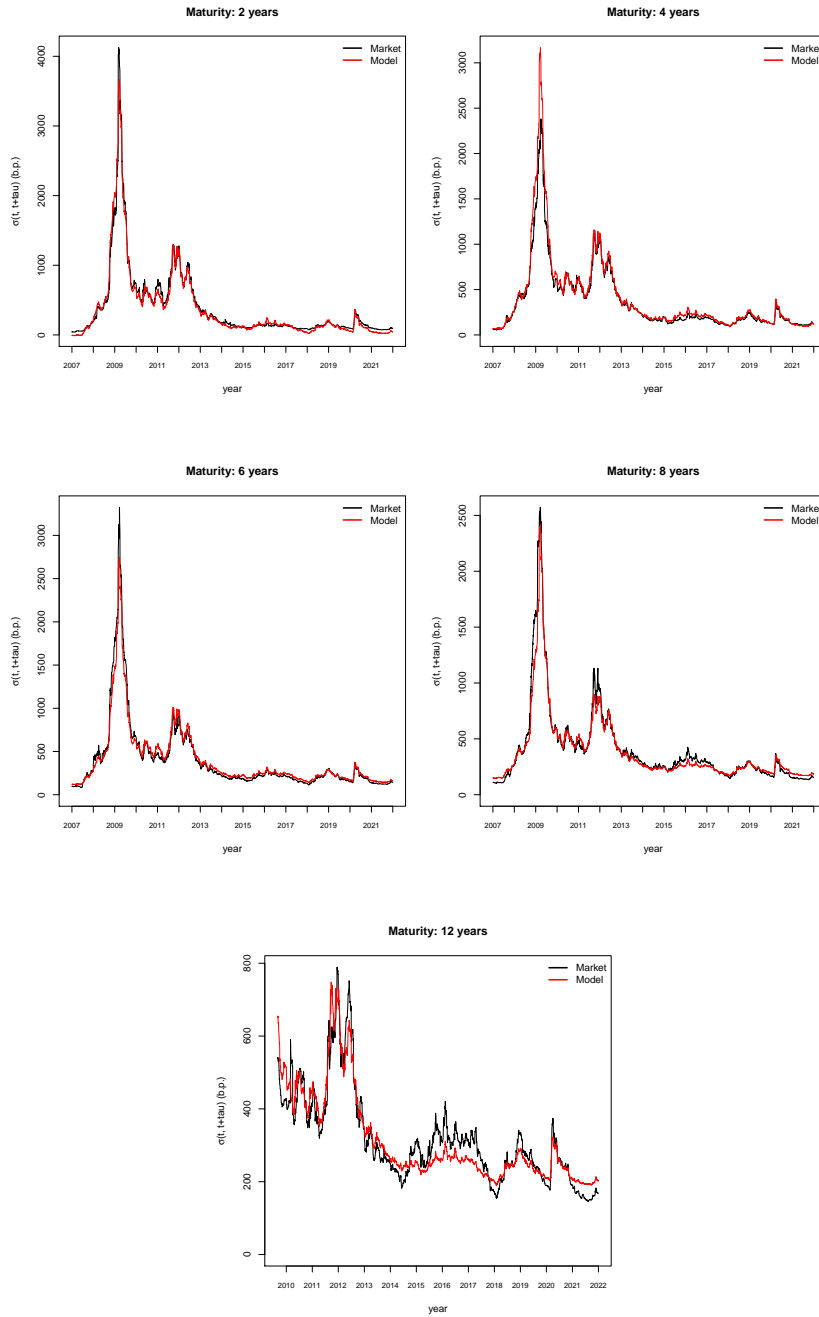 Maturity: 2 years
Market
Model
σ(t, t+tau) (b.p.)
4000
3000
2000
1000
0
2007 2009 2011 2013 2015 2017 2019 2021
year
Maturity: 4 years
Market
Model
σ(t, t+tau) (b.p.)
3000
2500
2000
1500
1000
500
0
2007 2009 2011 2013 2015 2017 2019 2021
year
Maturity: 6 years
Market
Model
σ(t, t+tau) (b.p.)
3000
2500
2000
1500
1000
500
0
2007 2009 2011 2013 2015 2017 2019 2021
year
Maturity: 8 years
Market
Model
σ(t, t+tau) (b.p.)
2500
2000
1500
1000
500
0
2007 2009 2011 2013 2015 2017 2019 2021
year
Maturity: 12 years
Market
Model
σ(t, t+tau) (b.p.)
800
600
400
200
0
2010 2011 2012 2013 2014 2015 2016 2017 2018 2019 2020 2021 2022
year